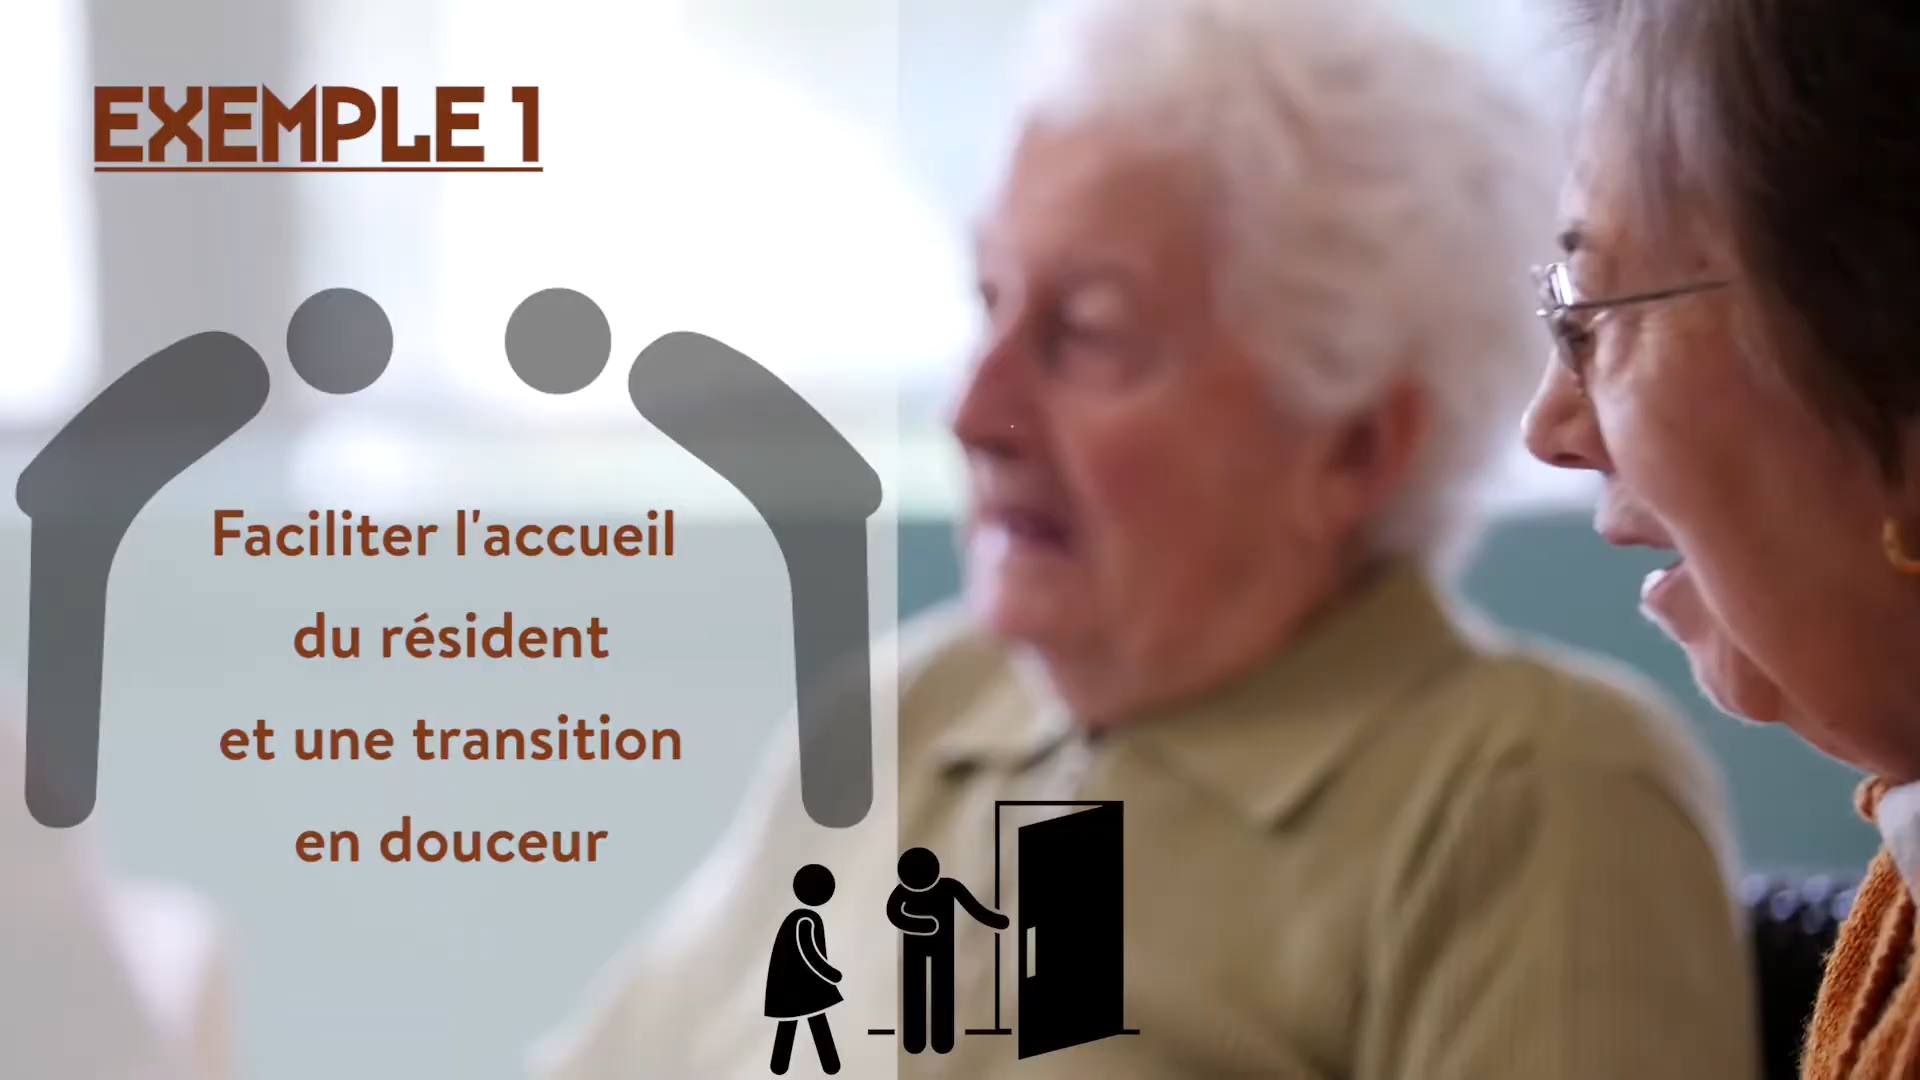 EXEMPLE 1
Faciliter l'accueil
du résident
et une transition
en douceur